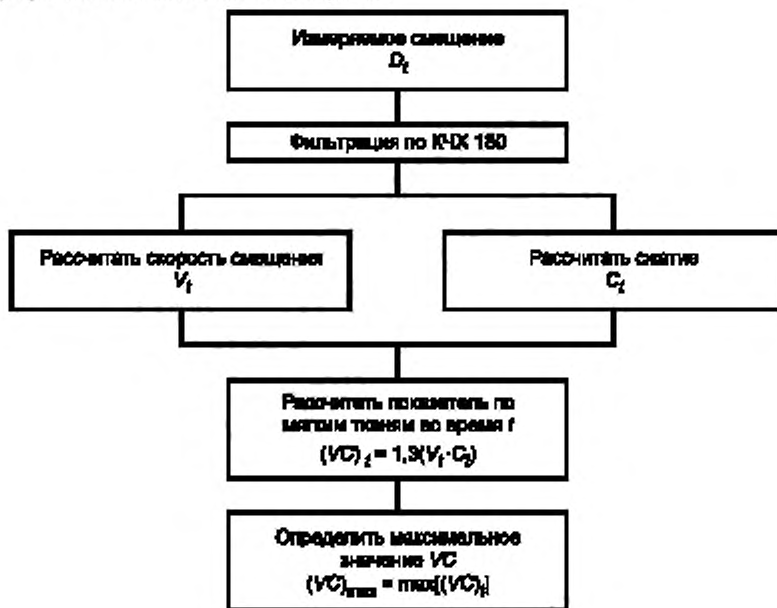 Измеряемое смещение
D_t
Фильтрация по КЧХ 180
Рассчитать скорость смещения
V_t
Рассчитать сжатие
C_t
Рассчитать показатель по
мягким тканям во время t
(VC)_t = 1,3(V_t·C_t)
Определить максимальное
значение VC
(VC)_max = max[(VC)_t]